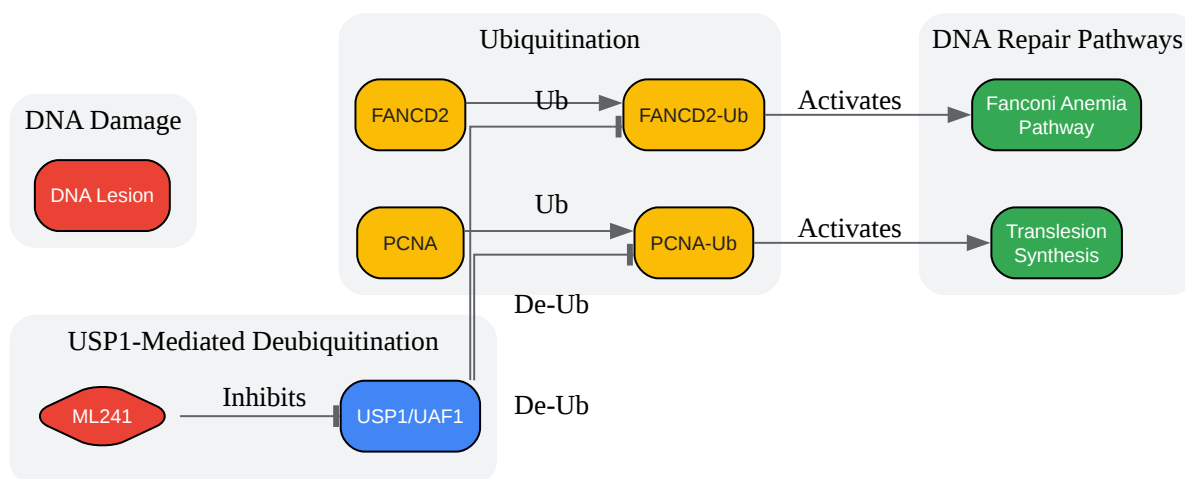 Ubiquitination
DNA Repair Pathways
FANCD2
Ub
FANCD2-Ub
Activates
Fanconi Anemia
Pathway
DNA Damage
DNA Lesion
PCNA
Ub
PCNA-Ub
Activates
Translesion
Synthesis
De-Ub
USP1-Mediated Deubiquitination
ML241
Inhibits
USP1/UAF1
De-Ub